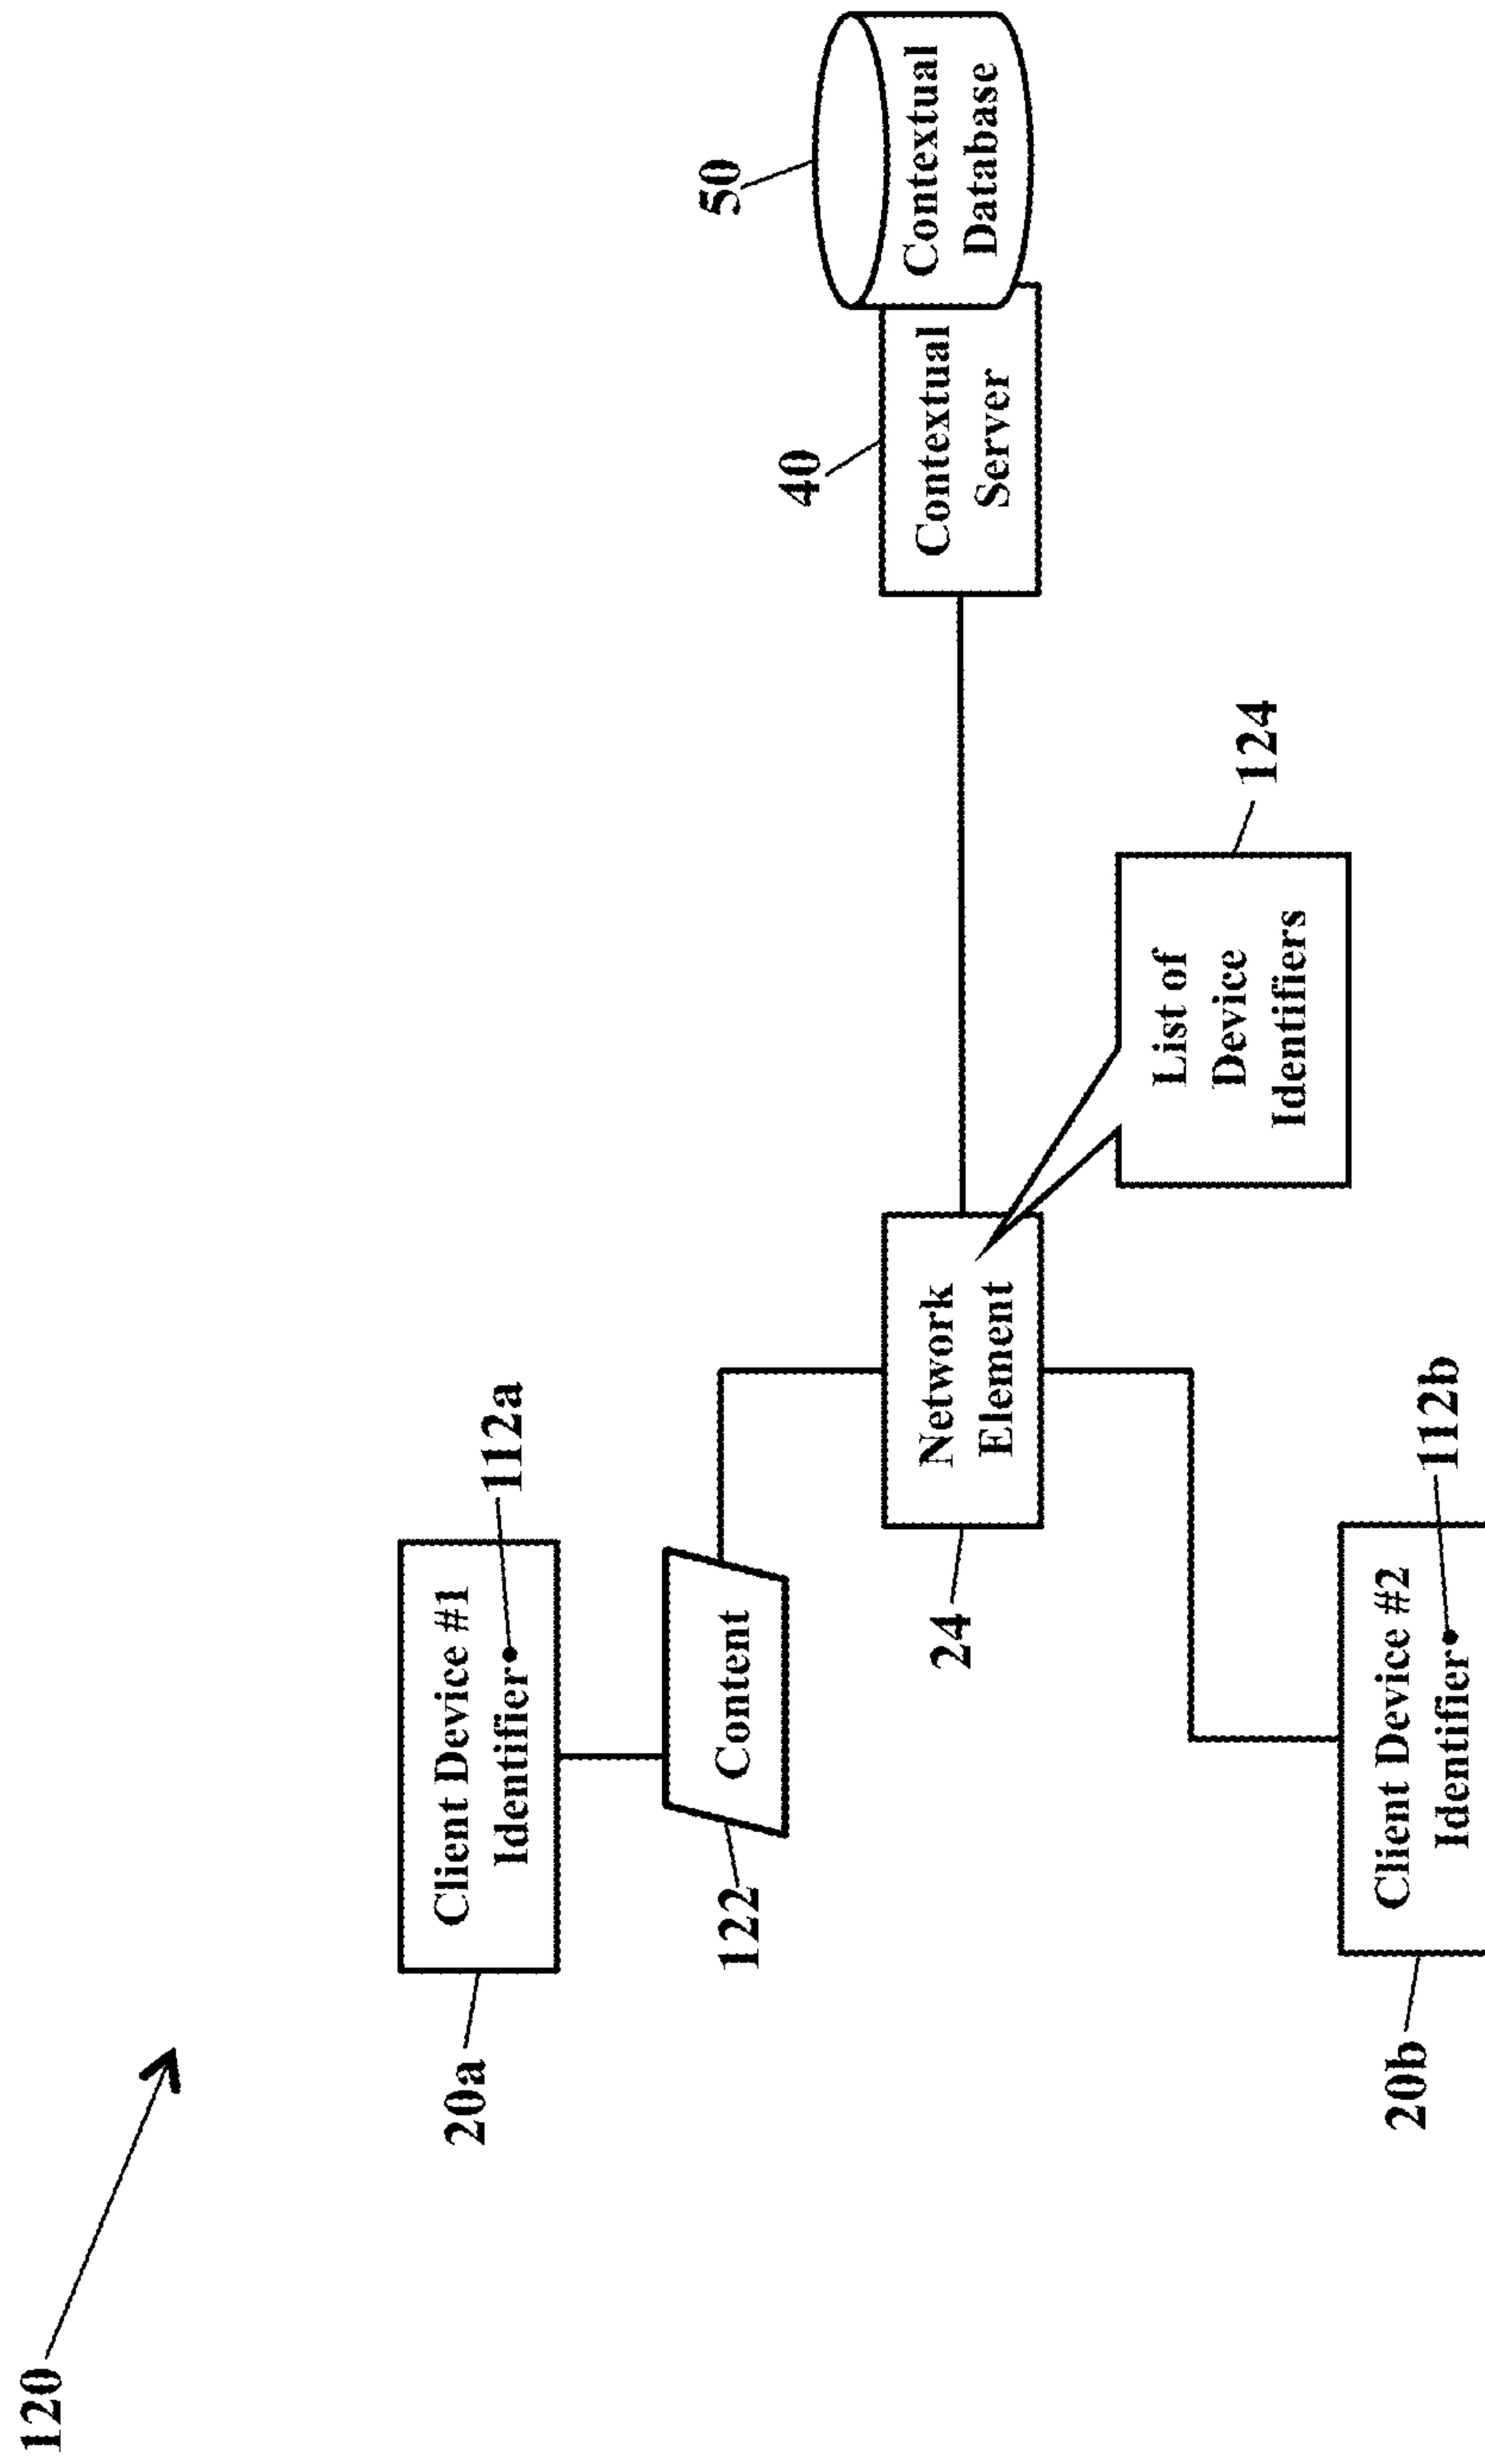 120
20a
Client Device #1
Identifier
112a
122
Content
24
Network
Element
40
Contextual
Server
50
Contextual
Database
List of
Device
Identifiers
124
20b
Client Device #2
Identifier
112b